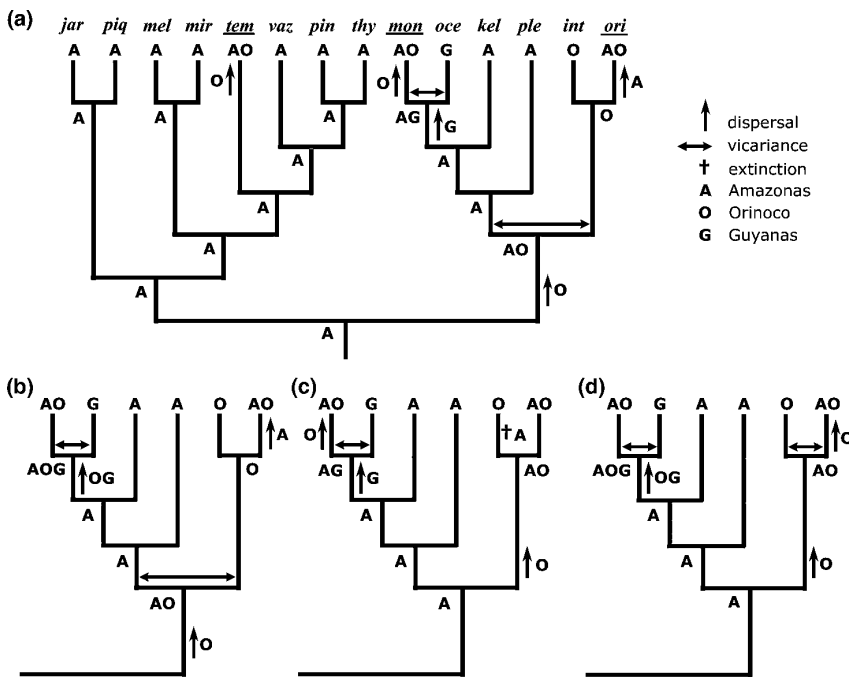 (a) jar piq mel mir tem vaz pin thy mon oce kel ple int ori
A A A A AO A A A AO G A A O AO
O O A
A A AG G A O
A A
A A
A AO
A O
A
dispersal
vicariance
† extinction
A Amazonas
O Orinoco
G Guyanas
(b)
AO G A A O AO
A
AOG OG O
A
A
AO
O
(c)
AO G A A O AO
O † A
AG G AO
A
A O
A
(d)
AO G A A O AO
O
AOG OG AO
A
A O
A